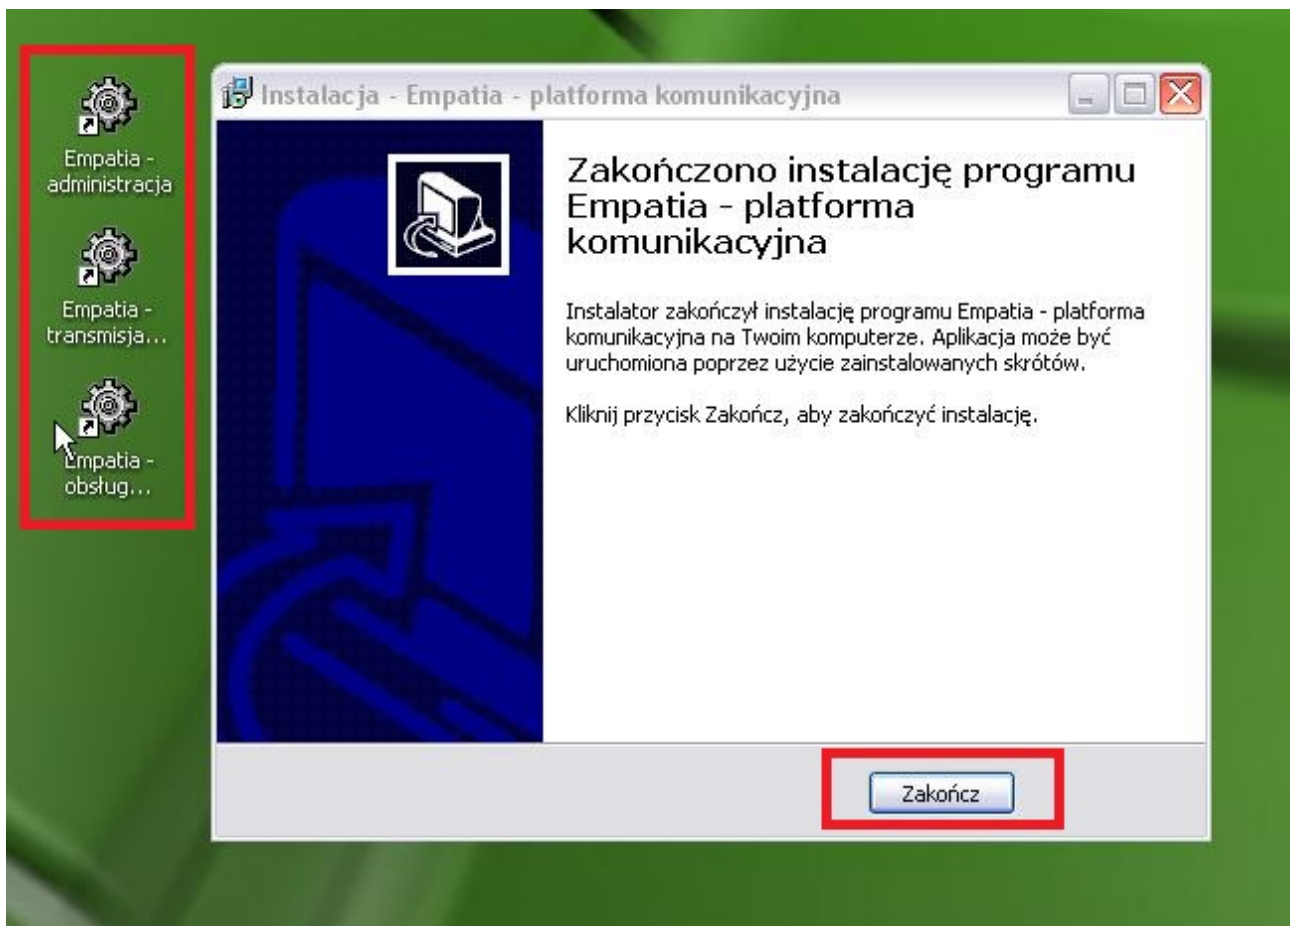 Empatia -
administracja
Empatia -
transmisja...
Empatia -
obsług...
Instalacja - Empatia - platforma komunikacyjna
Zakończono instalację programu
Empatia - platforma
komunikacyjna
Instalator zakończył instalację programu Empatia - platforma
komunikacyjna na Twoim komputerze. Aplikacja może być
uruchomiona poprzez użycie zainstalowanych skrótów.
Kliknij przycisk Zakończ, aby zakończyć instalację.
Zakończ